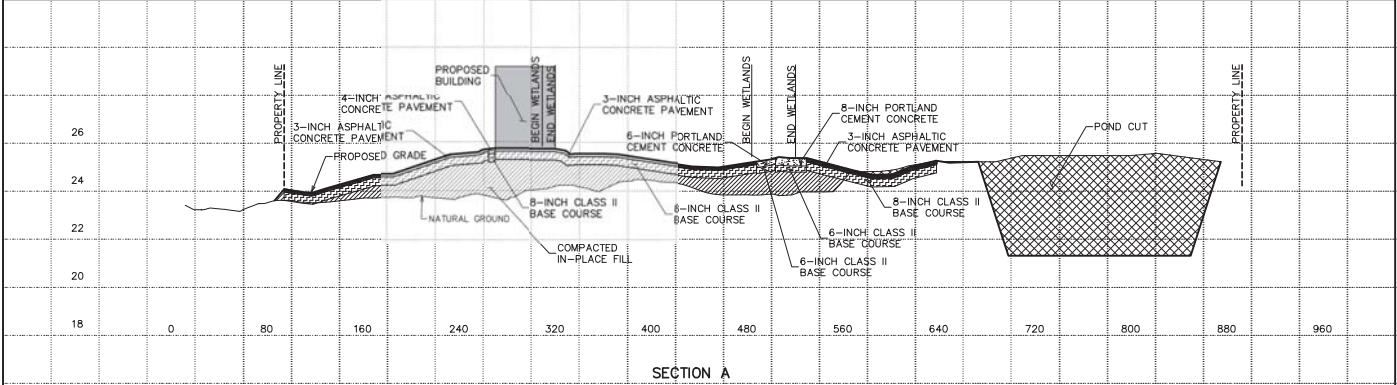 PROPERTY LINE
PROPOSED
BUILDING
BEGIN WETLANDS
END WETLANDS
BEGIN WETLANDS
END WETLANDS
PROPERTY LINE
4-INCH ASPHALTIC
CONCRETE PAVEMENT
3-INCH ASPHALTIC
CONCRETE PAVEMENT
8-INCH PORTLAND
CEMENT CONCRETE
3-INCH ASPHALTIC
CONCRETE PAVEMENT
6-INCH PORTLAND
CEMENT CONCRETE
3-INCH ASPHALTIC
CONCRETE PAVEMENT
POND CUT
PROPOSED GRADE
26
24
22
20
18
NATURAL GROUND
8-INCH CLASS II
BASE COURSE
8-INCH CLASS II
BASE COURSE
8-INCH CLASS II
BASE COURSE
6-INCH CLASS II
BASE COURSE
6-INCH CLASS II
BASE COURSE
COMPACTED
IN-PLACE FILL
0 80 160 240 320 400 480 560 640 720 800 880 960
SECTION A